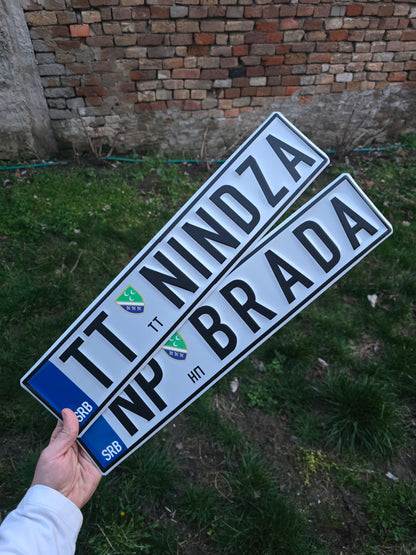 SRB TT TT NINDZA
SRB NP НП BRADA